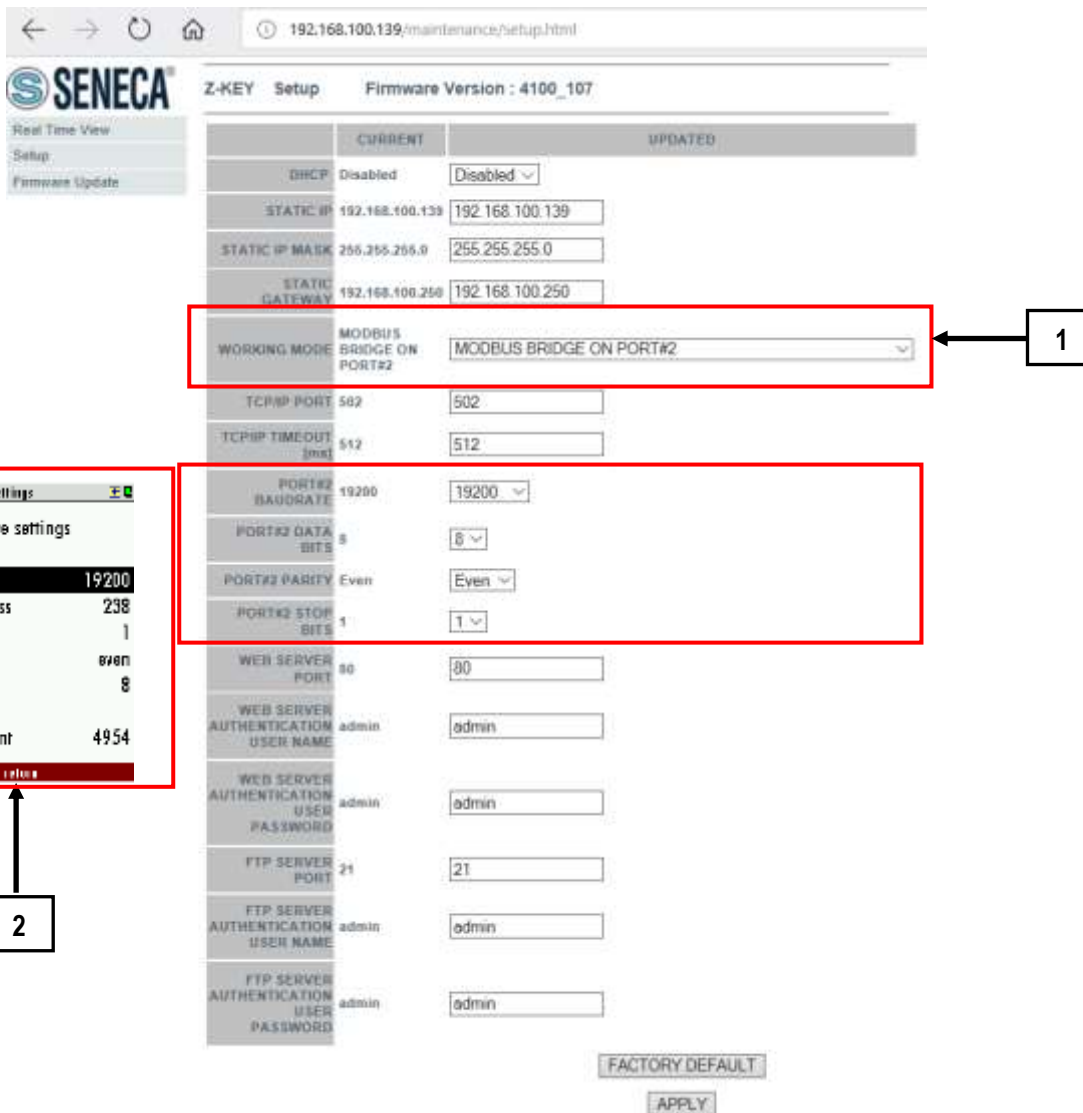 192.168.100.139/maintenance/setup.html
SENECA
Z-KEY Setup Firmware Version : 4100_107
Real Time View
Setup
Firmware Update
CURRENT UPDATED
DHCP Disabled Disabled
STATIC IP 192.168.100.139 192.168.100.139
STATIC IP MASK 255.255.255.0 255.255.255.0
STATIC
GATEWAY 192.168.100.250 192.168.100.250
WORKING MODE MODBUS
BRIDGE ON
PORT#2 MODBUS BRIDGE ON PORT#2
1
TCP/IP PORT 502 502
TCP/IP TIMEOUT
[ms] 512 512
PORT#2
BAUDRATE 19200 19200
PORT#2 DATA
BITS 8 8
PORT#2 PARITY Even Even
PORT#2 STOP
BITS 1 1
ttings
e settings
19200
ss 238
1
even
8
nt 4954
return
2
WEB SERVER
PORT 80 80
WEB SERVER
AUTHENTICATION
USER NAME admin admin
WEB SERVER
AUTHENTICATION
USER
PASSWORD admin admin
FTP SERVER
PORT 21 21
FTP SERVER
AUTHENTICATION
USER NAME admin admin
FTP SERVER
AUTHENTICATION
USER
PASSWORD admin admin
FACTORY DEFAULT
APPLY